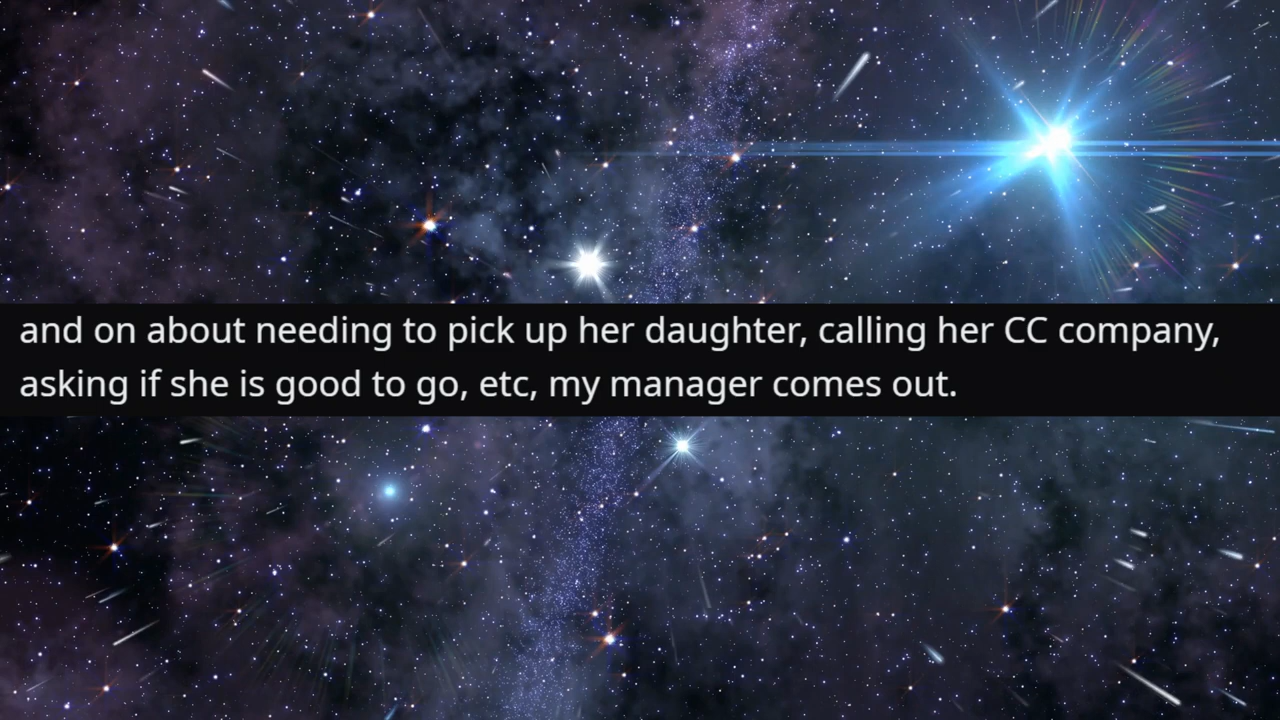 and on about needing to pick up her daughter, calling her CC company,
asking if she is good to go, etc, my manager comes out.